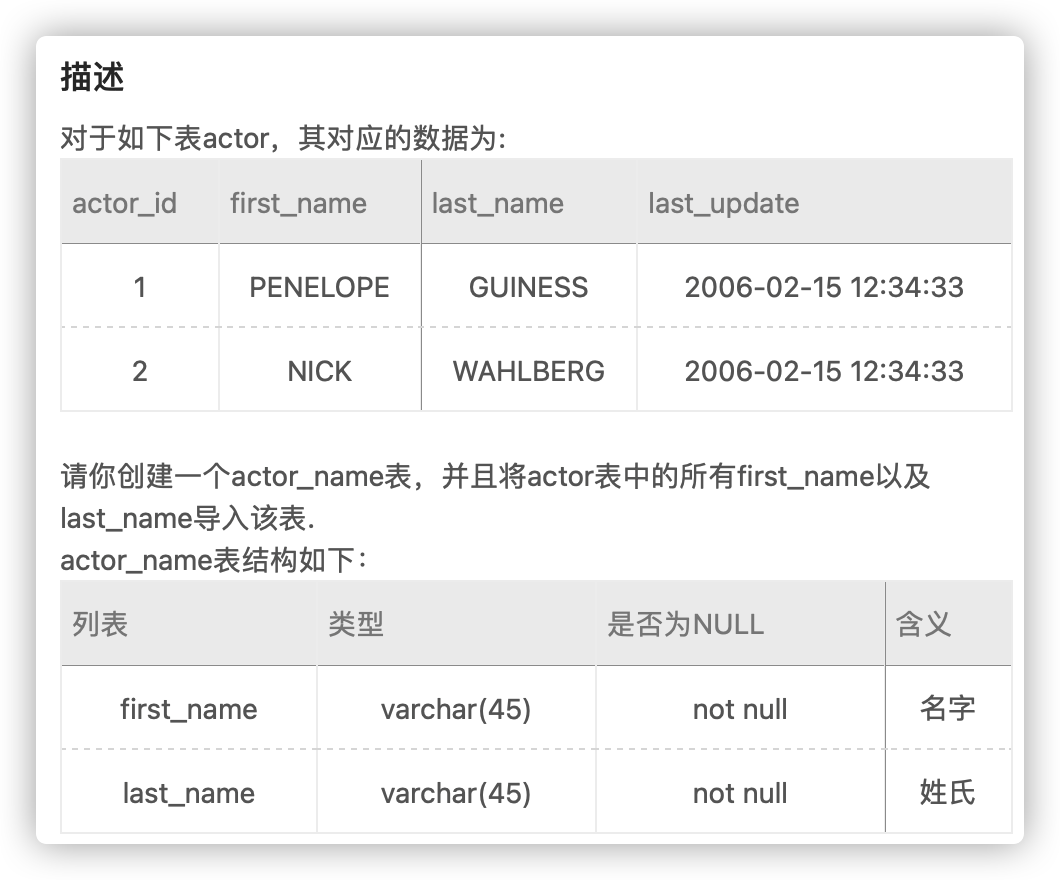 描述
对于如下表actor，其对应的数据为:
actor_id first_name last_name last_update
1 PENELOPE GUINESS 2006-02-15 12:34:33
2 NICK WAHLBERG 2006-02-15 12:34:33
请你创建一个actor_name表，并且将actor表中的所有first_name以及
last_name导入该表.
actor_name表结构如下：
列表 类型 是否为NULL 含义
first_name varchar(45) not null 名字
last_name varchar(45) not null 姓氏